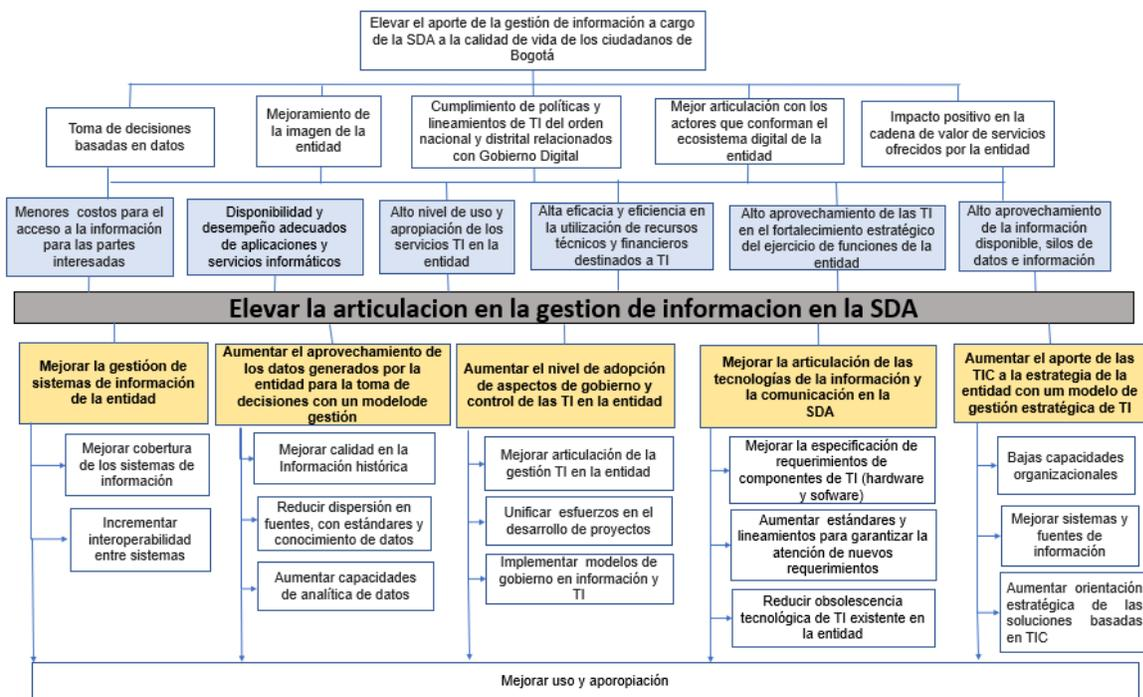 Elevar el aporte de la gestión de información a cargo
de la SDA a la calidad de vida de los ciudadanos de
Bogotá
Toma de decisiones
basadas en datos
Mejoramiento de
la imagen de la
entidad
Cumplimiento de políticas y
lineamientos de TI del orden
nacional y distrital relacionados
con Gobierno Digital
Mejor articulación con los
actores que conforman el
ecosistema digital de la
entidad
Impacto positivo en la
cadena de valor de servicios
ofrecidos por la entidad
Menores costos para el
acceso a la información
para las partes
interesadas
Disponibilidad y
desempeño adecuados
de aplicaciones y
servicios informáticos
Alto nivel de uso y
apropiación de los
servicios TI en la
entidad
Alta eficacia y eficiencia en
la utilización de recursos
técnicos y financieros
destinados a TI
Alto aprovechamiento de las TI
en el fortalecimiento estratégico
del ejercicio de funciones de la
entidad
Alto aprovechamiento
de la información
disponible, silos de
datos e información
Elevar la articulacion en la gestion de informacion en la SDA
Mejorar la gestióon de
sistemas de información
de la entidad
Aumentar el aprovechamiento de
los datos generados por la
entidad para la toma de
decisiones con un modelode
gestión
Aumentar el nivel de adopción
de aspectos de gobierno y
control de las TI en la entidad
Mejorar la articulación de las
tecnologías de la información y
la comunicación en la
SDA
Aumentar el aporte de las
TIC a la estrategia de la
entidad con um modelo de
gestión estratégica de TI
Mejorar cobertura
de los sistemas de
información
Incrementar
interoperabilidad
entre sistemas
Mejorar calidad en la
Información histórica
Reducir dispersión en
fuentes, con estándares y
conocimiento de datos
Aumentar capacidades
de analítica de datos
Mejorar articulación de la
gestión TI en la entidad
Unificar esfuerzos en el
desarrollo de proyectos
Implementar modelos de
gobierno en información y
TI
Mejorar la especificación de
requerimientos de
componentes de TI (hardware
y sofware)
Aumentar estándares y
lineamientos para garantizar la
atención de nuevos
requerimientos
Reducir obsolescencia
tecnológica de TI existente en
la entidad
Bajas capacidades
organizacionales
Mejorar sistemas y
fuentes de
información
Aumentar orientación
estratégica de las
soluciones basadas
en TIC
Mejorar uso y aporopiación